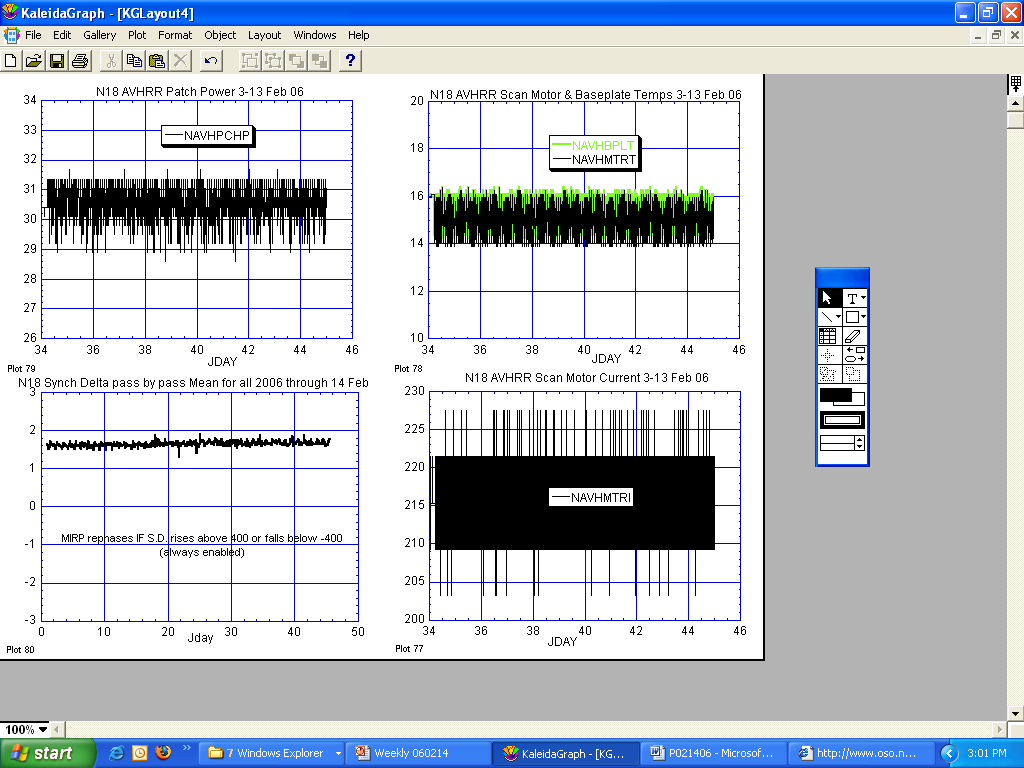 KaleidaGraph - [KGLayout4]
File Edit Gallery Plot Format Object Layout Windows Help
N18 AVHRR Patch Power 3-13 Feb 06
34
33
32
31
30
29
28
27
26
NAVHPCHP
34 36 38 40 42 44 46
JDAY
Plot 79
N18 AVHRR Scan Motor & Baseplate Temps 3-13 Feb 06
20
18
16
14
12
10
NAVHBPLT
NAVHMTRT
34 36 38 40 42 44 46
JDAY
Plot 78
N18 Synch Delta pass by pass Mean for all 2006 through 14 Feb
3
2
1
0
-1
-2
-3
MIRP rephases IF S.D. rises above 400 or falls below -400
(always enabled)
0 10 20 30 40 50
Jday
Plot 80
N18 AVHRR Scan Motor Current 3-13 Feb 06
230
225
220
215
210
205
200
NAVHMTRI
34 36 38 40 42 44 46
JDAY
Plot 77
T
100%
start
7 Windows Explorer
Weekly 060214
KaleidaGraph - [KG...
P021406 - Microsof...
http://www.oso.n...
3:01 PM